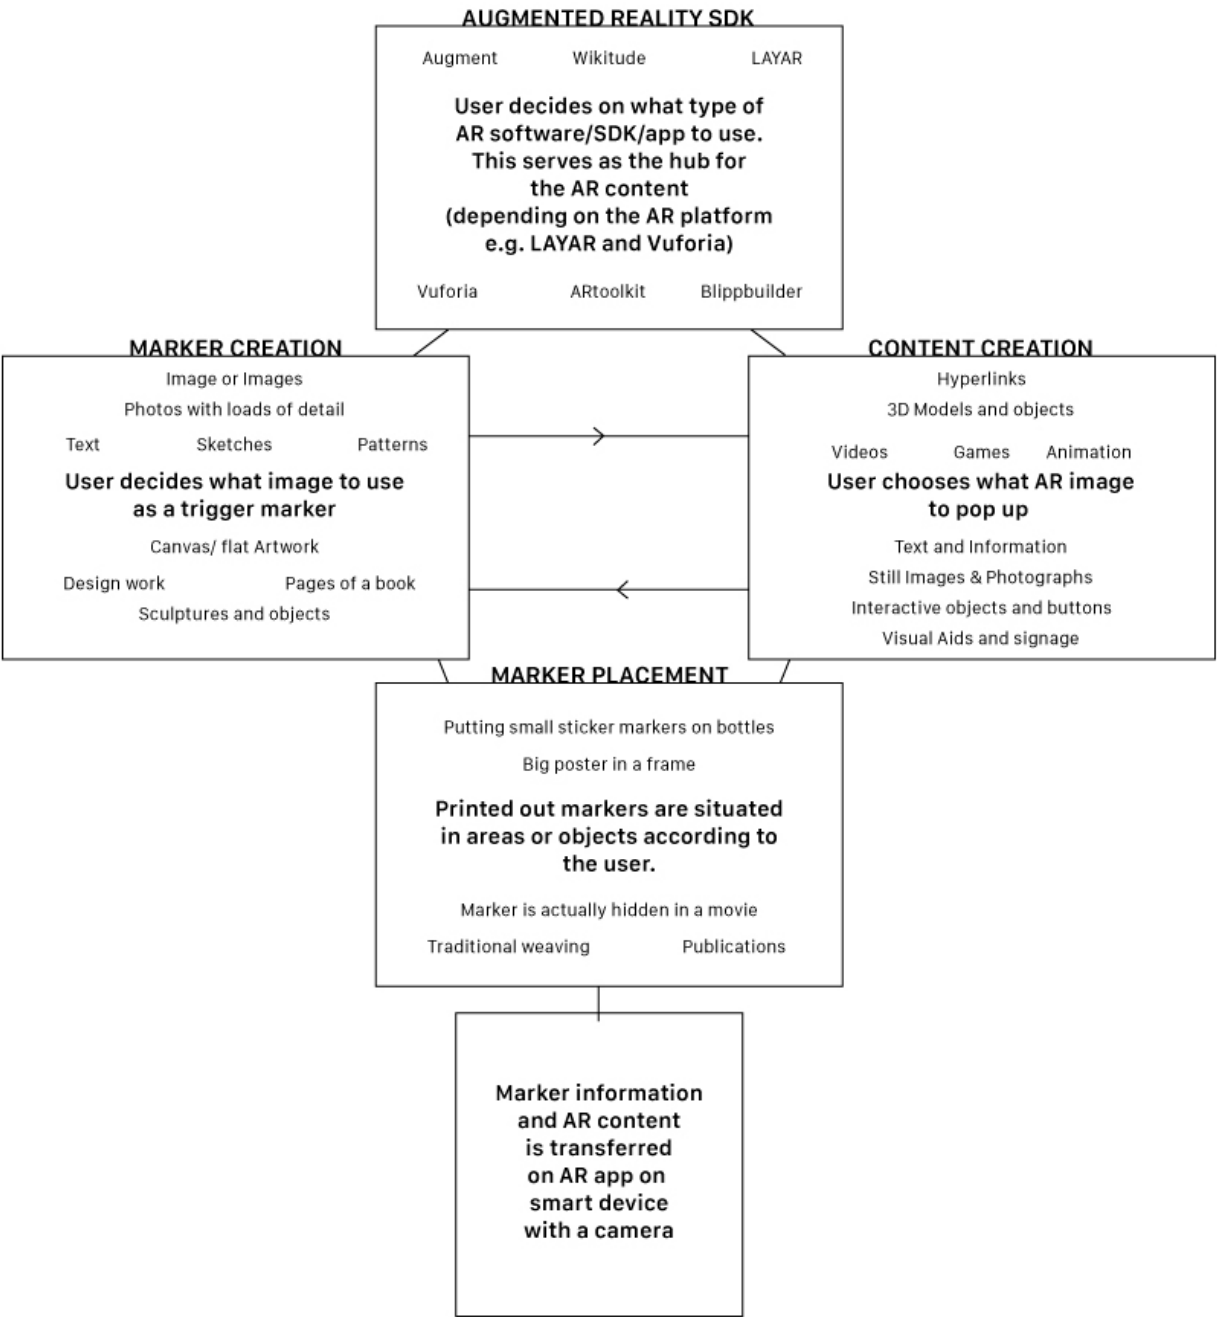 AUGMENTED REALITY SDK
Augment Wikitude LAYAR
User decides on what type of
AR software/SDK/app to use.
This serves as the hub for
the AR content
(depending on the AR platform
e.g. LAYAR and Vuforia)
Vuforia ARtoolkit Blippbuilder
MARKER CREATION
Image or Images
Photos with loads of detail
Text Sketches Patterns
User decides what image to use
as a trigger marker
Canvas/ flat Artwork
Design work Pages of a book
Sculptures and objects
CONTENT CREATION
Hyperlinks
3D Models and objects
Videos Games Animation
User chooses what AR image
to pop up
Text and Information
Still Images & Photographs
Interactive objects and buttons
Visual Aids and signage
MARKER PLACEMENT
Putting small sticker markers on bottles
Big poster in a frame
Printed out markers are situated
in areas or objects according to
the user.
Marker is actually hidden in a movie
Traditional weaving Publications
Marker information
and AR content
is transferred
on AR app on
smart device
with a camera